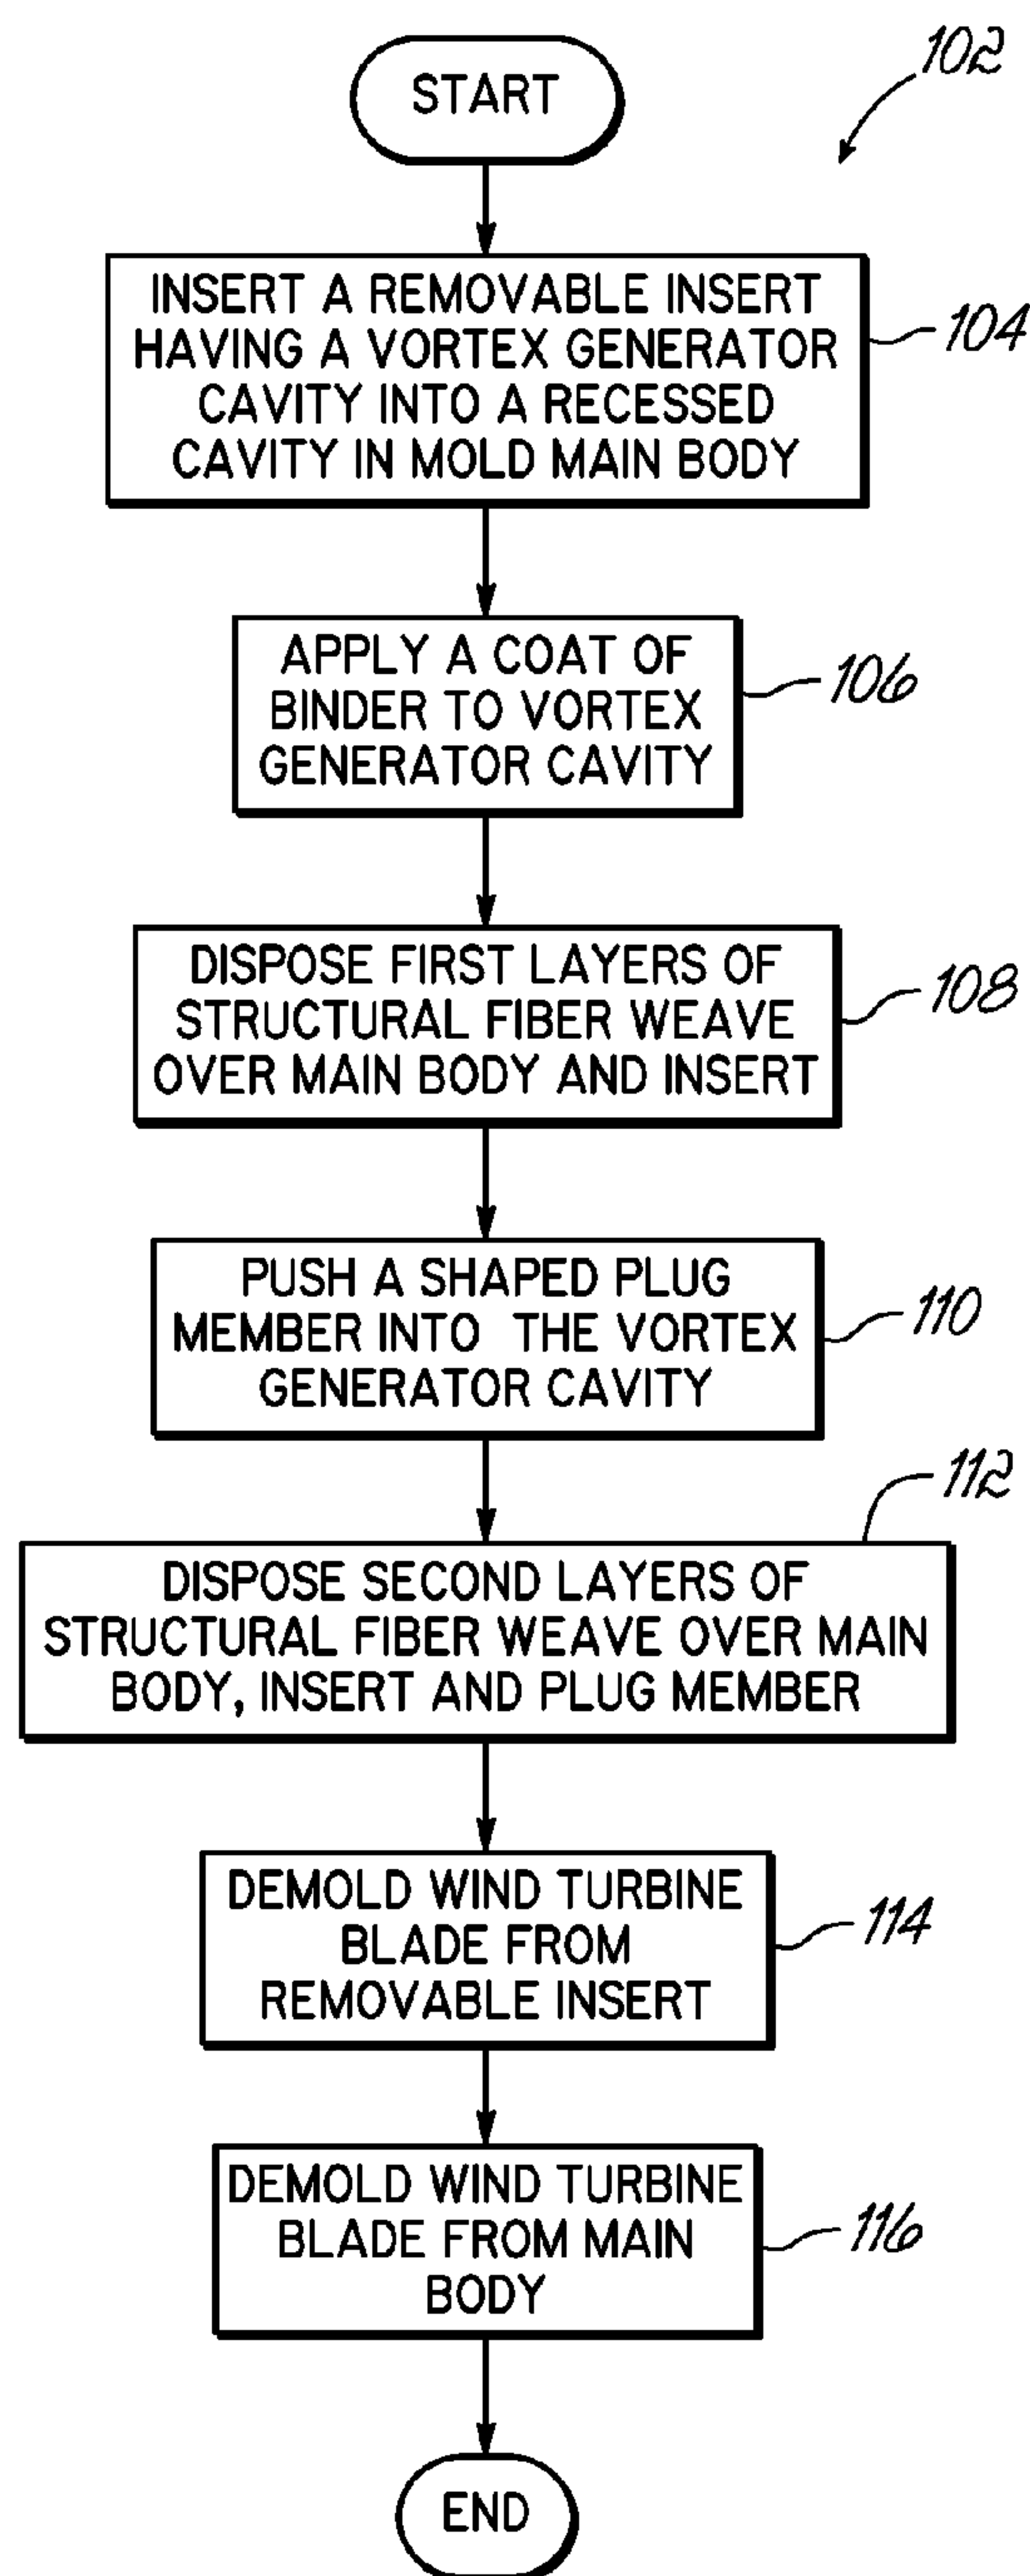 START
102
INSERT A REMOVABLE INSERT
HAVING A VORTEX GENERATOR
CAVITY INTO A RECESSED
CAVITY IN MOLD MAIN BODY
104
APPLY A COAT OF
BINDER TO VORTEX
GENERATOR CAVITY
106
DISPOSE FIRST LAYERS OF
STRUCTURAL FIBER WEAVE
OVER MAIN BODY AND INSERT
108
PUSH A SHAPED PLUG
MEMBER INTO THE VORTEX
GENERATOR CAVITY
110
112
DISPOSE SECOND LAYERS OF
STRUCTURAL FIBER WEAVE OVER MAIN
BODY, INSERT AND PLUG MEMBER
DEMOLD WIND TURBINE
BLADE FROM
REMOVABLE INSERT
114
DEMOLD WIND TURBINE
BLADE FROM MAIN
BODY
116
END